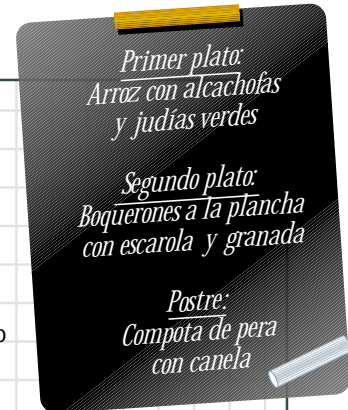 Primer plato:
Arroz con alcachofas
y judías verdes
Segundo plato:
Boquerones a la plancha
con escarola y granada
Postre:
Compota de pera
con canela
o